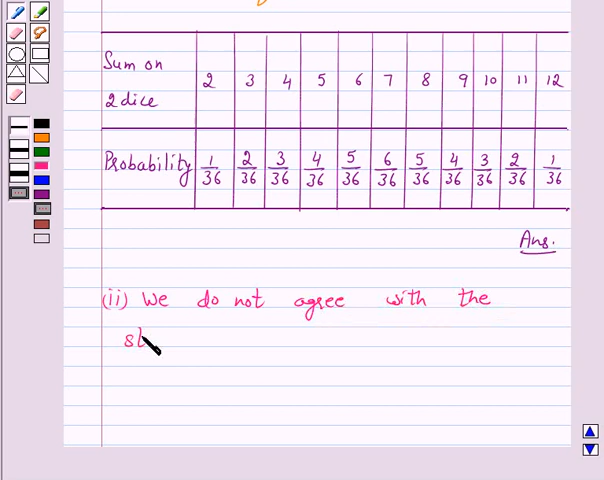 Sum on 2 3 4 5 6 7 8 9 10 11 12
2 dice
Probability 1/36 2/36 3/36 4/36 5/36 6/36 5/36 4/36 3/36 2/36 1/36
Ans.
(ii) We do not agree with the